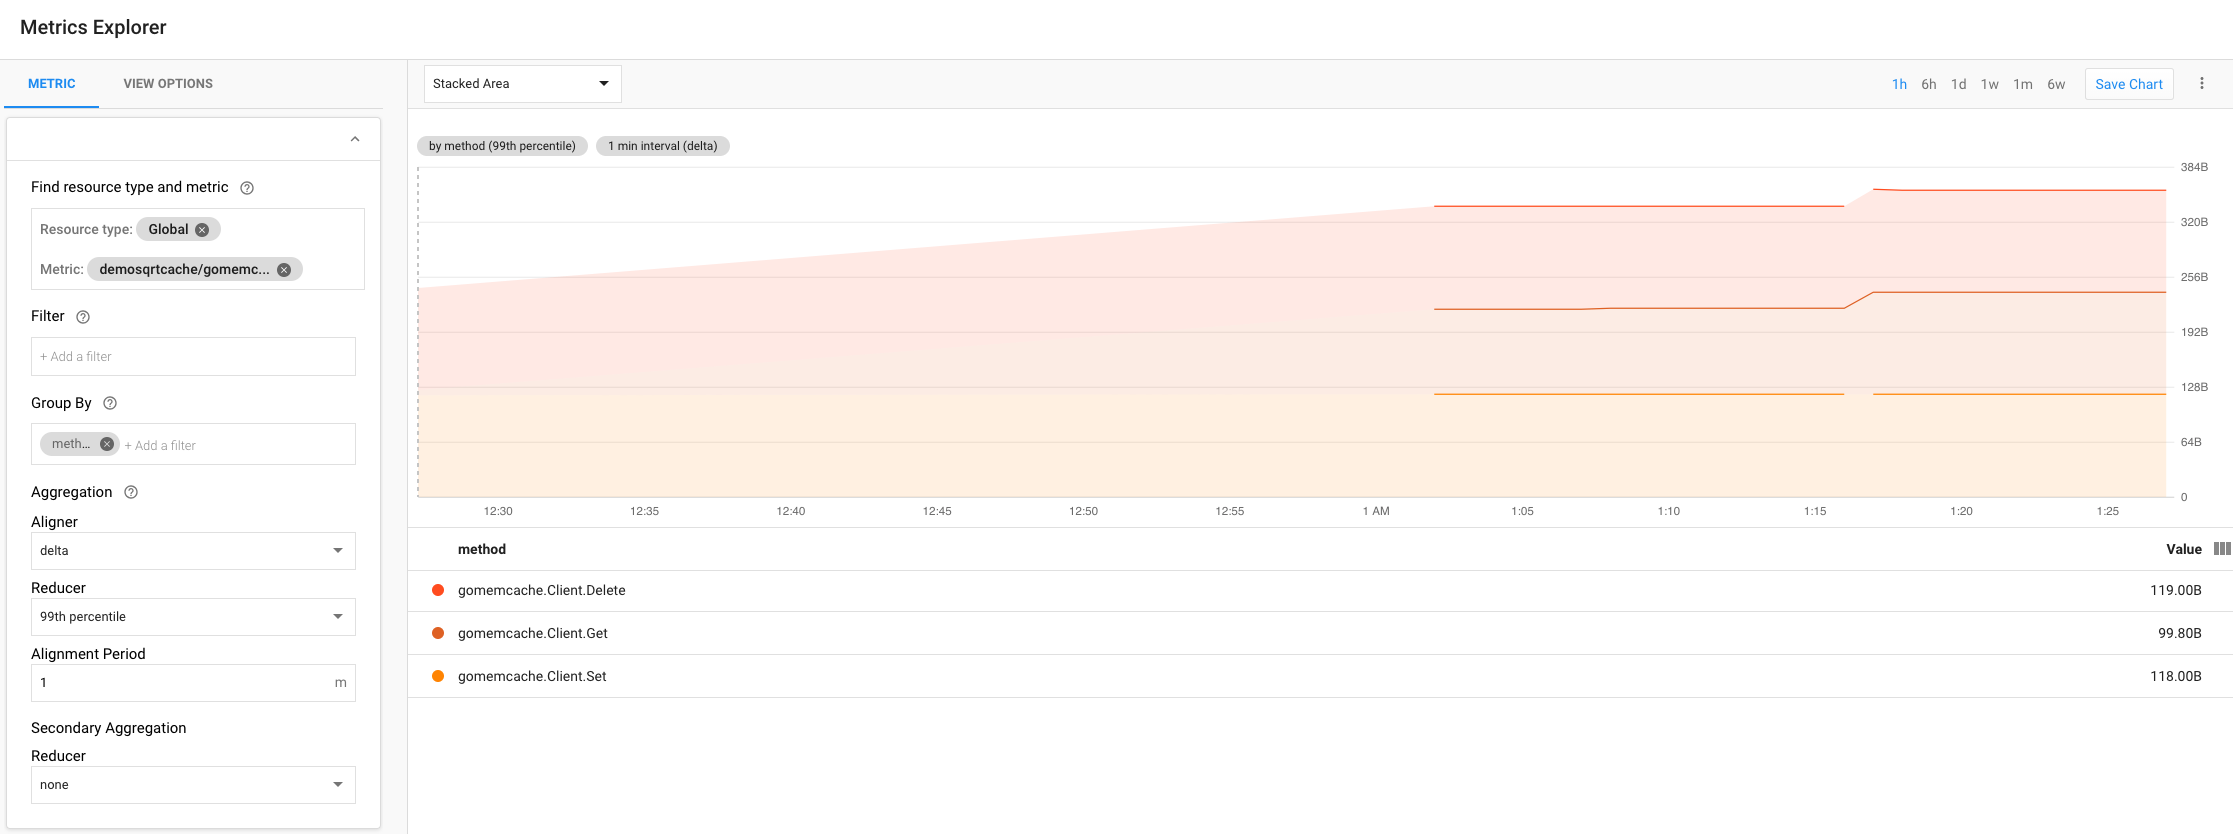 Metrics Explorer
METRIC
VIEW OPTIONS
Find resource type and metric
Resource type: Global
Metric: demosqrtcache/gomemc...
Filter
+ Add a filter
Group By
meth... + Add a filter
Aggregation
Aligner
delta
Reducer
99th percentile
Alignment Period
1 m
Secondary Aggregation
Reducer
none
Stacked Area
1h 6h 1d 1w 1m 6w Save Chart
by method (99th percentile) 1 min interval (delta)
384B
320B
256B
192B
128B
64B
0
12:30 12:35 12:40 12:45 12:50 12:55 1 AM 1:05 1:10 1:15 1:20 1:25
method Value
gomemcache.Client.Delete 119.00B
gomemcache.Client.Get 99.80B
gomemcache.Client.Set 118.00B